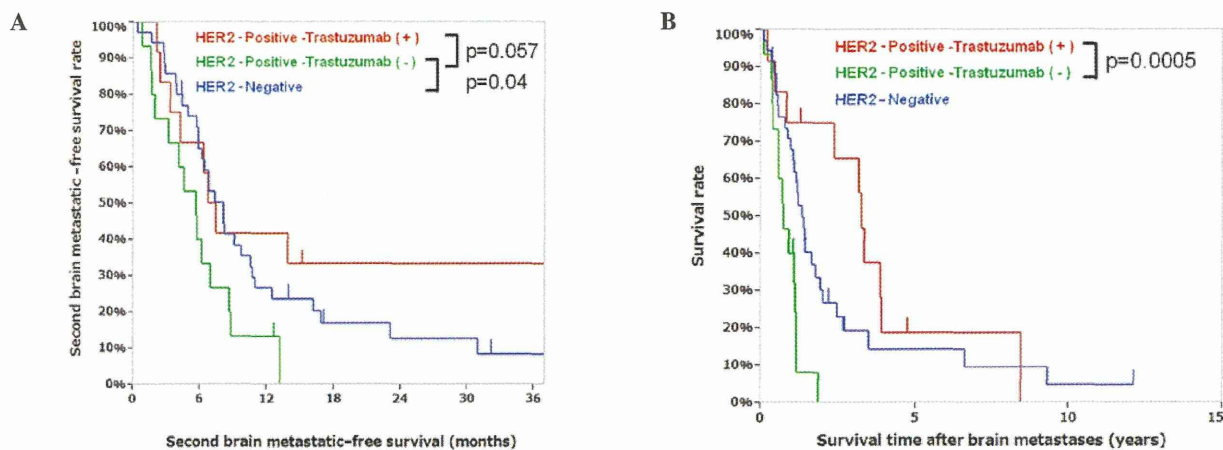 A
HER2 - Positive -Trastuzumab ( + )
HER2 - Positive -Trastuzumab ( - )
HER2 - Negative
p=0.057
p=0.04
Second brain metastatic -free survival rate
100%
90%
80%
70%
60%
50%
40%
30%
20%
10%
0%
0 6 12 18 24 30 36
Second brain metastatic-free survival (months)
B
HER2 - Positive -Trastuzumab ( + )
HER2 - Positive -Trastuzumab ( - )
HER2 - Negative
p=0.0005
Survival rate
100%
90%
80%
70%
60%
50%
40%
30%
20%
10%
0%
0 5 10 15
Survival time after brain metastases (years)